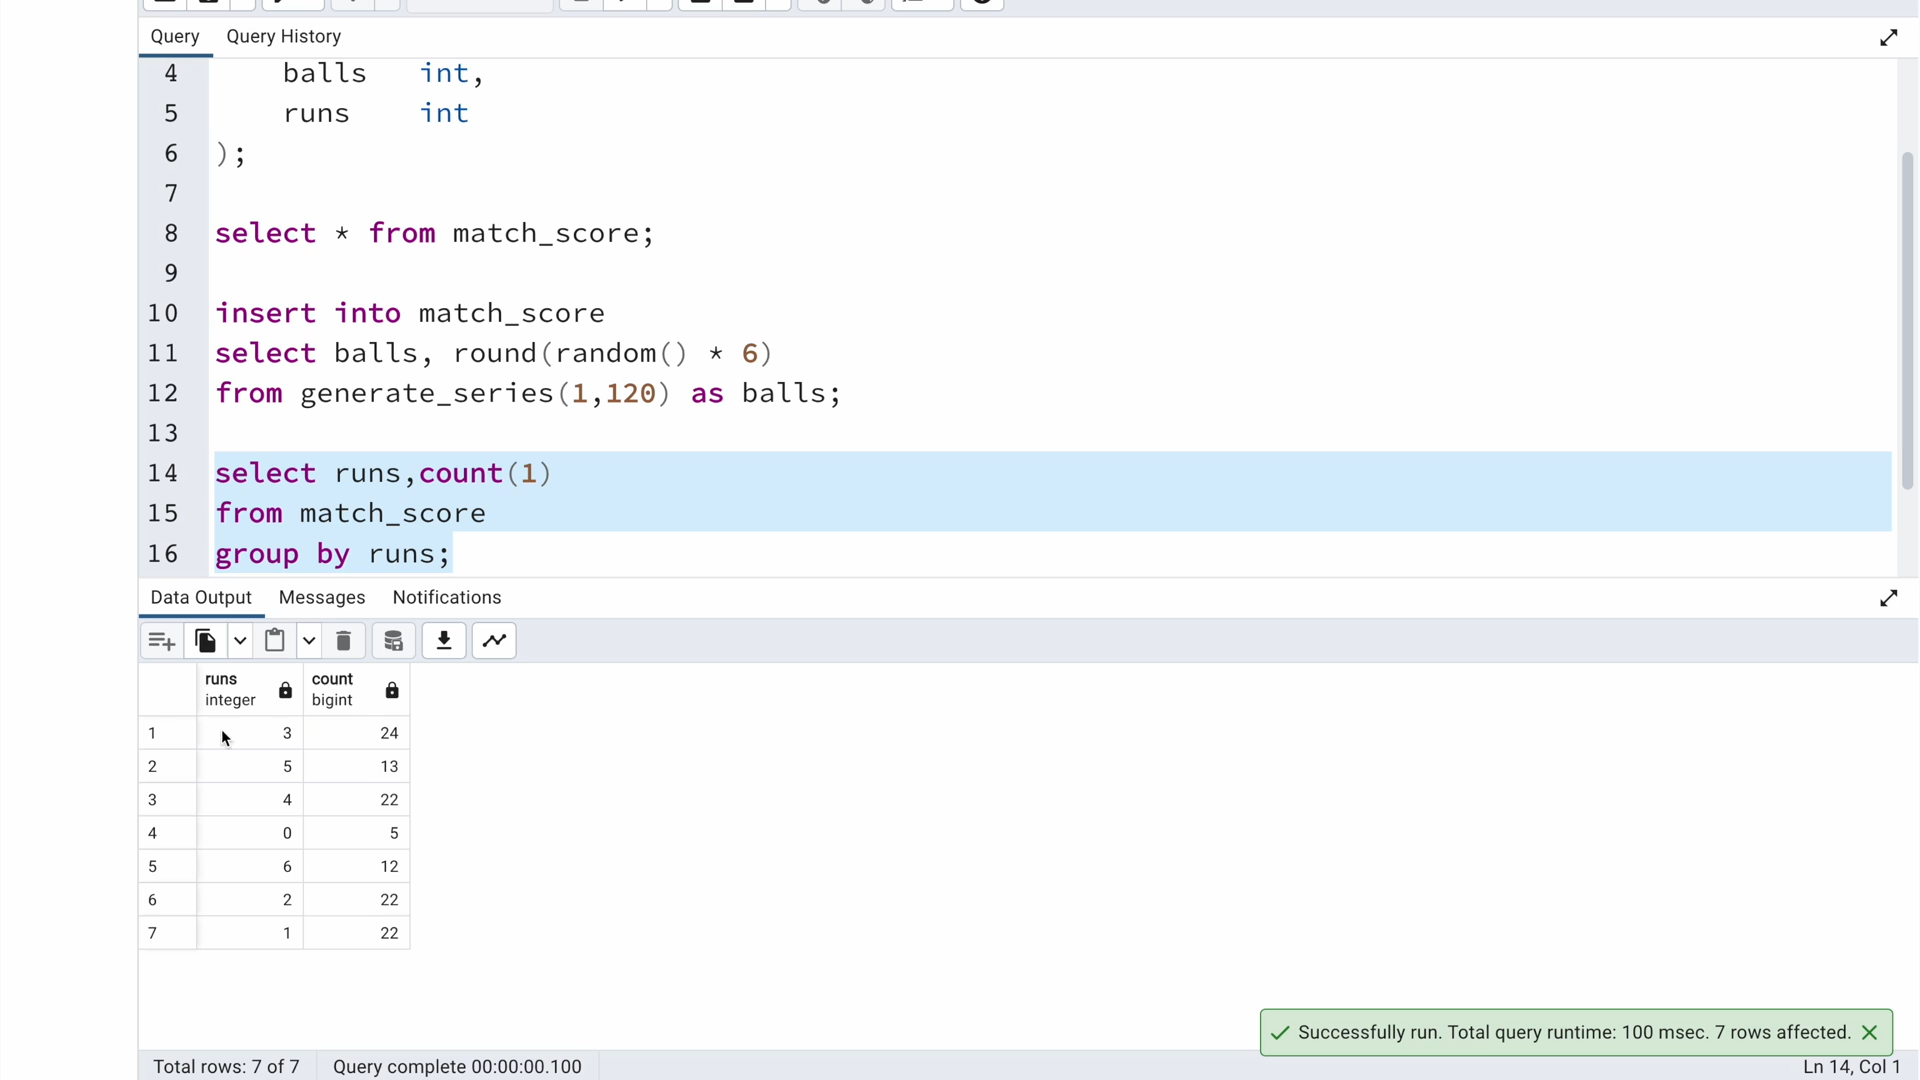 Query Query History
4 balls int,
5 runs int
6 );
7
8 select * from match_score;
9
10 insert into match_score
11 select balls, round(random() * 6)
12 from generate_series(1,120) as balls;
13
14 select runs,count(1)
15 from match_score
16 group by runs;
Data Output Messages Notifications
runs count
integer bigint
1 3 24
2 5 13
3 4 22
4 0 5
5 6 12
6 2 22
7 1 22
Successfully run. Total query runtime: 100 msec. 7 rows affected.
Total rows: 7 of 7 Query complete 00:00:00.100 Ln 14, Col 1